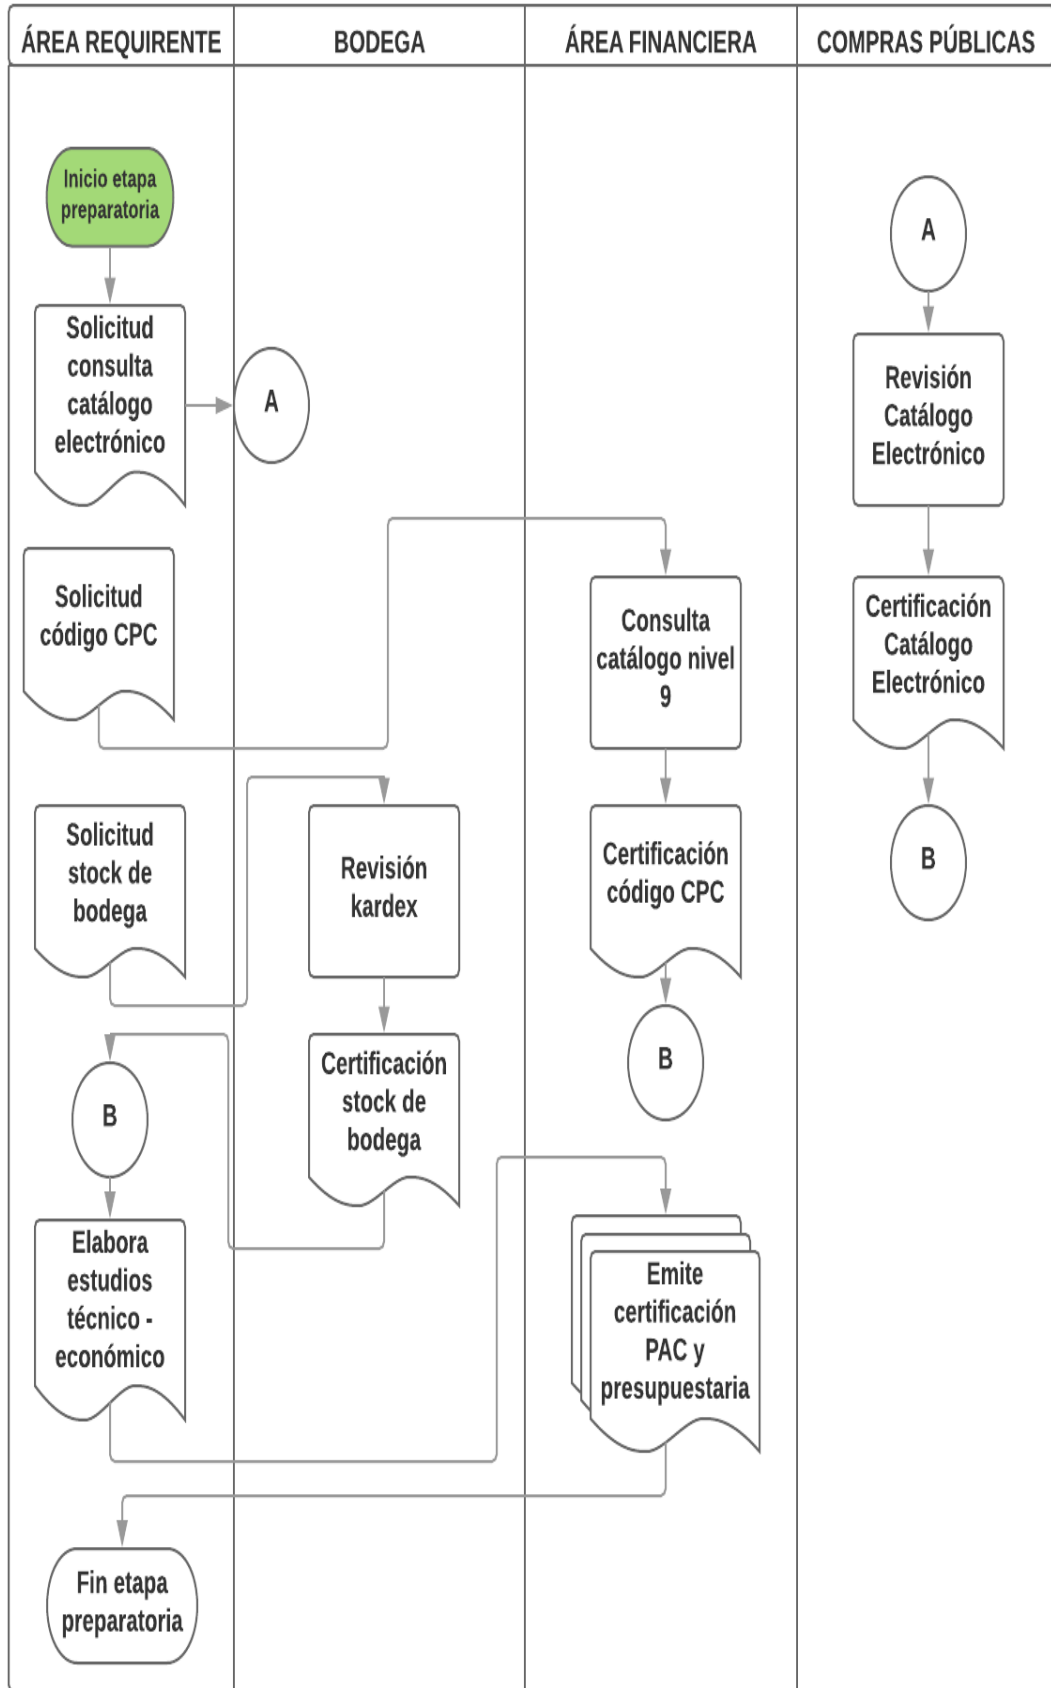 ÁREA REQUIRENTE
BODEGA
ÁREA FINANCIERA
COMPRAS PÚBLICAS
Inicio etapa
preparatoria
Solicitud
consulta
catálogo
electrónico
A
Solicitud
código CPC
Solicitud
stock de
bodega
B
Elabora
estudios
técnico -
económico
Fin etapa
preparatoria
Revisión
kardex
Certificación
stock de
bodega
Consulta
catálogo nivel
9
Certificación
código CPC
B
Emite
certificación
PAC y
presupuestaria
A
Revisión
Catálogo
Electrónico
Certificación
Catálogo
Electrónico
B